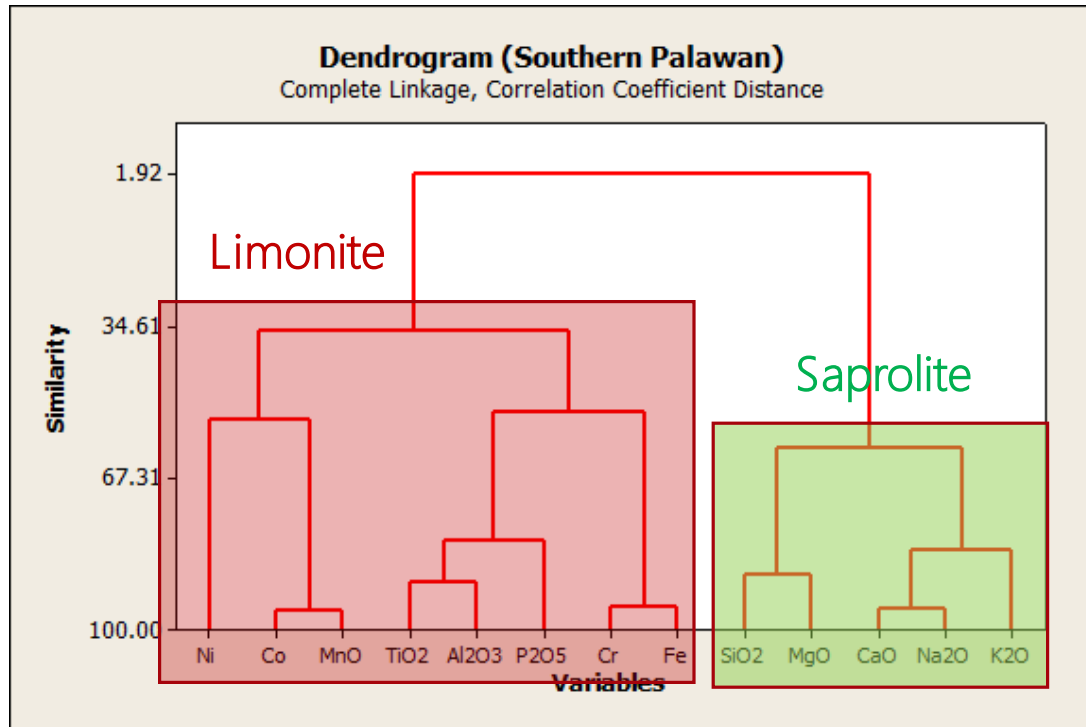 Dendrogram (Southern Palawan)
Complete Linkage, Correlation Coefficient Distance
1.92
Limonite
34.61
Saprolite
Similarity
67.31
100.00
Ni Co MnO TiO2 Al2O3 P2O5 Cr Fe SiO2 MgO CaO Na2O K2O
Variables